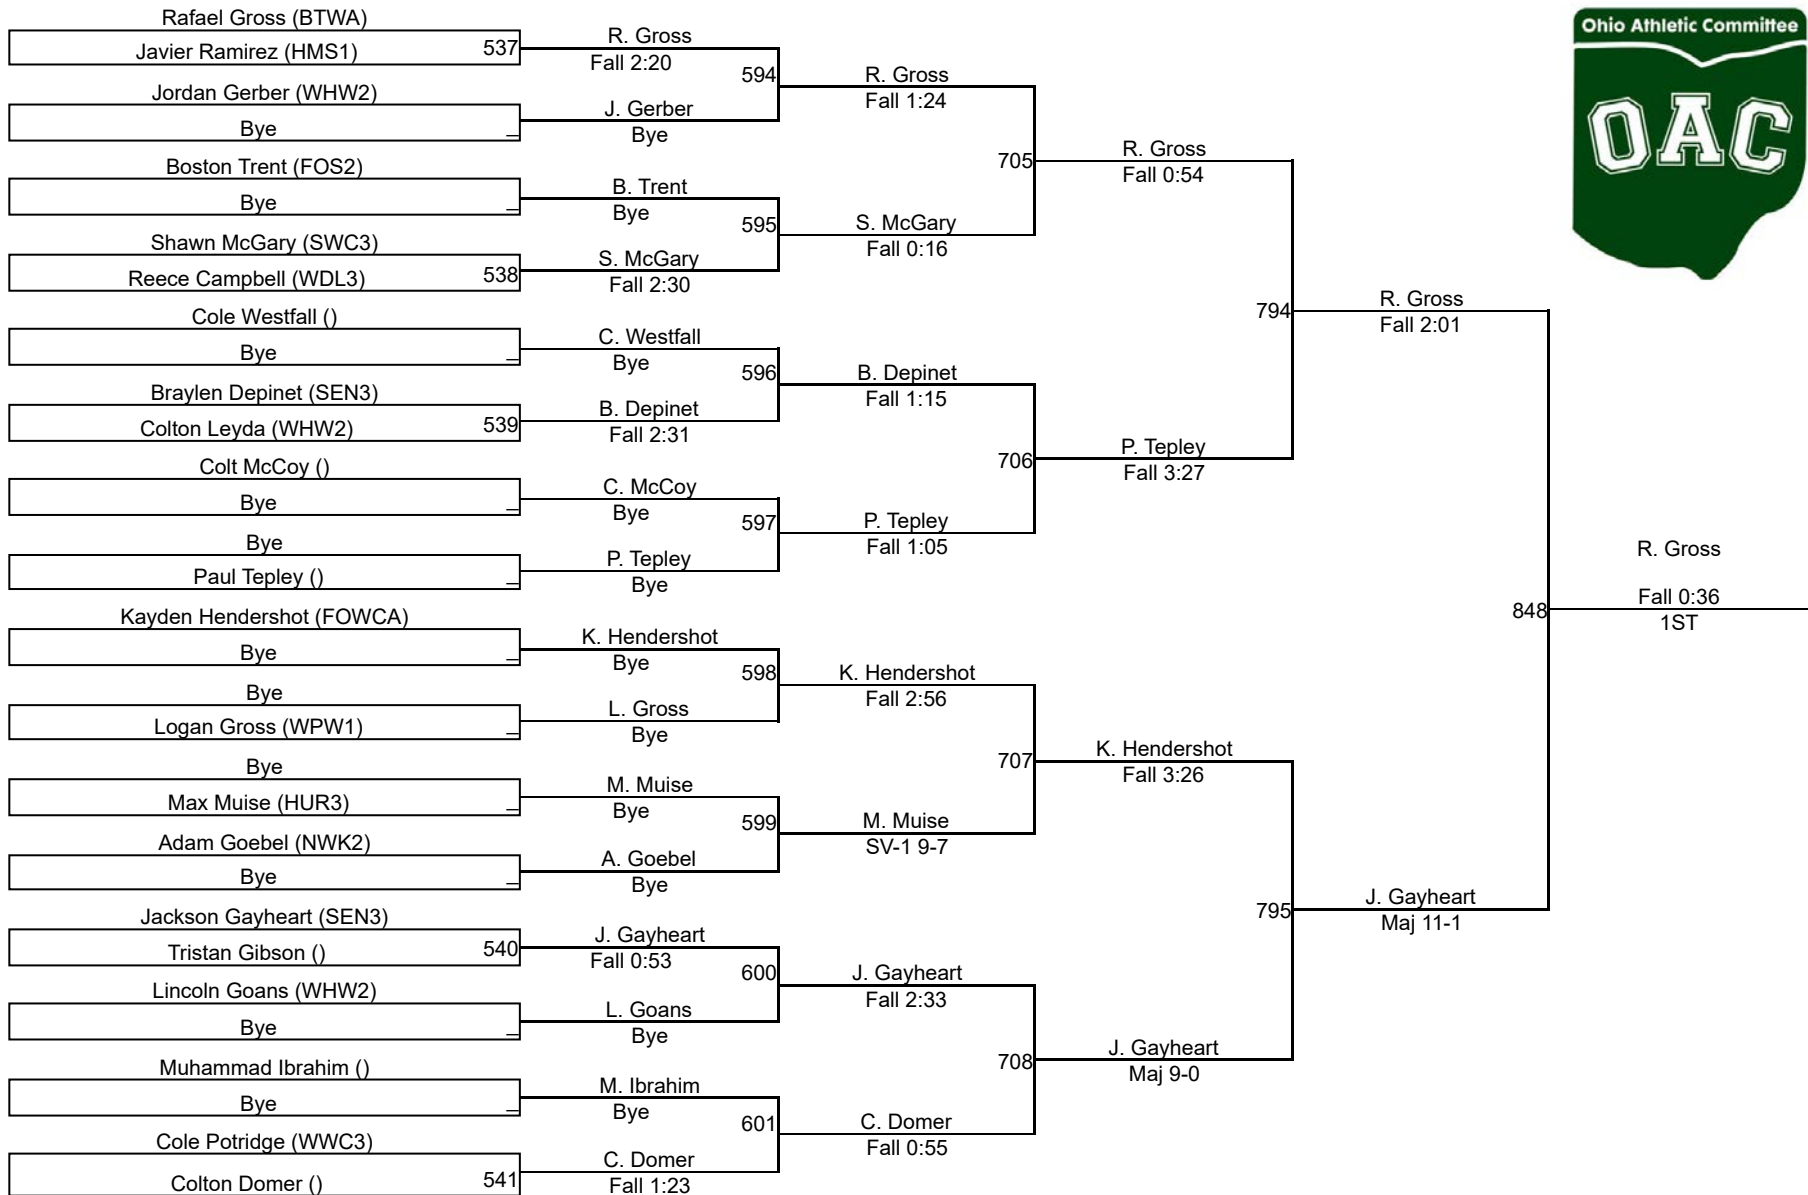 Rafael Gross (BTWA)
Javier Ramirez (HMS1) 537
Jordan Gerber (WHW2)
Bye _
Boston Trent (FOS2)
Bye _
Shawn McGary (SWC3)
Reece Campbell (WDL3) 538
Cole Westfall ()
Bye _
Braylen Depinet (SEN3)
Colton Leyda (WHW2) 539
Colt McCoy ()
Bye _
Bye
Paul Tepley () _
Kayden Hendershot (FOWCA)
Bye _
Bye
Logan Gross (WPW1) _
Bye
Max Muise (HUR3) _
Adam Goebel (NWK2)
Bye _
Jackson Gayheart (SEN3)
Tristan Gibson () 540
Lincoln Goans (WHW2)
Bye _
Muhammad Ibrahim ()
Bye _
Cole Potridge (WWC3)
Colton Domer () 541
R. Gross
Fall 2:20
594
J. Gerber
Bye
B. Trent
Bye
595
S. McGary
Fall 2:30
C. Westfall
Bye
596
B. Depinet
Fall 2:31
C. McCoy
Bye
597
P. Tepley
Bye
K. Hendershot
Bye
598
L. Gross
Bye
M. Muise
Bye
599
A. Goebel
Bye
J. Gayheart
Fall 0:53
600
L. Goans
Bye
M. Ibrahim
Bye
601
C. Domer
Fall 1:23
R. Gross
Fall 1:24
705
S. McGary
Fall 0:16
B. Depinet
Fall 1:15
706
P. Tepley
Fall 1:05
K. Hendershot
Fall 2:56
707
M. Muise
SV-1 9-7
J. Gayheart
Fall 2:33
708
C. Domer
Fall 0:55
R. Gross
Fall 0:54
794
P. Tepley
Fall 3:27
K. Hendershot
Fall 3:26
795
J. Gayheart
Maj 9-0
R. Gross
Fall 2:01
848
J. Gayheart
Maj 11-1
R. Gross
Fall 0:36
1ST
Ohio Athletic Committee
OAC